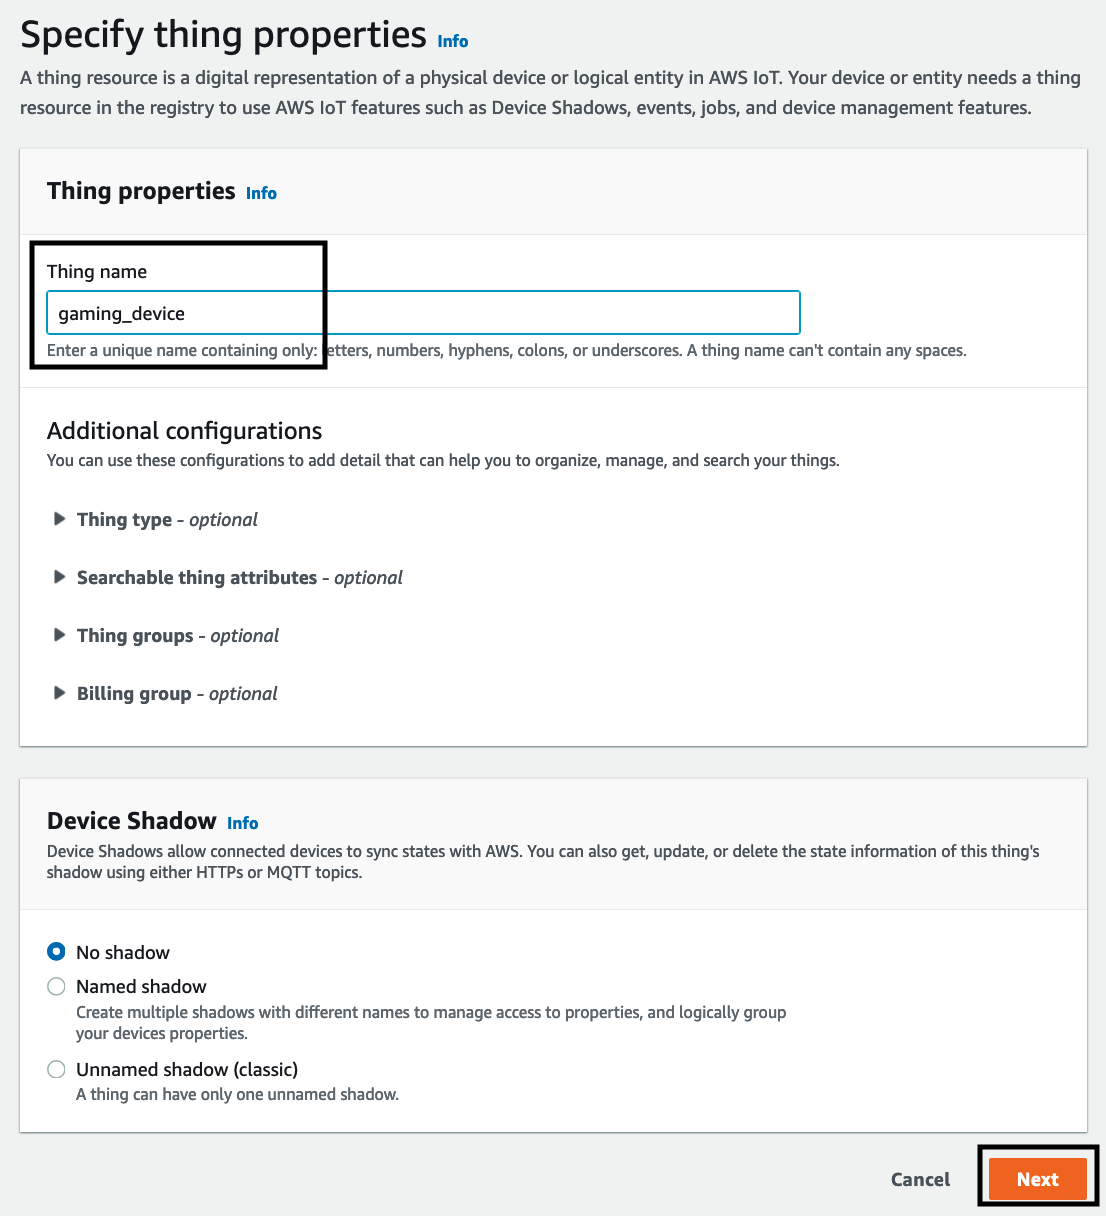 Specify thing properties Info
A thing resource is a digital representation of a physical device or logical entity in AWS IoT. Your device or entity needs a thing
resource in the registry to use AWS IoT features such as Device Shadows, events, jobs, and device management features.
Thing properties Info
Thing name
gaming_device
Enter a unique name containing only: letters, numbers, hyphens, colons, or underscores. A thing name can't contain any spaces.
Additional configurations
You can use these configurations to add detail that can help you to organize, manage, and search your things.
Thing type - optional
Searchable thing attributes - optional
Thing groups - optional
Billing group - optional
Device Shadow Info
Device Shadows allow connected devices to sync states with AWS. You can also get, update, or delete the state information of this thing's
shadow using either HTTPs or MQTT topics.
No shadow
Named shadow
Create multiple shadows with different names to manage access to properties, and logically group
your devices properties.
Unnamed shadow (classic)
A thing can have only one unnamed shadow.
Cancel Next